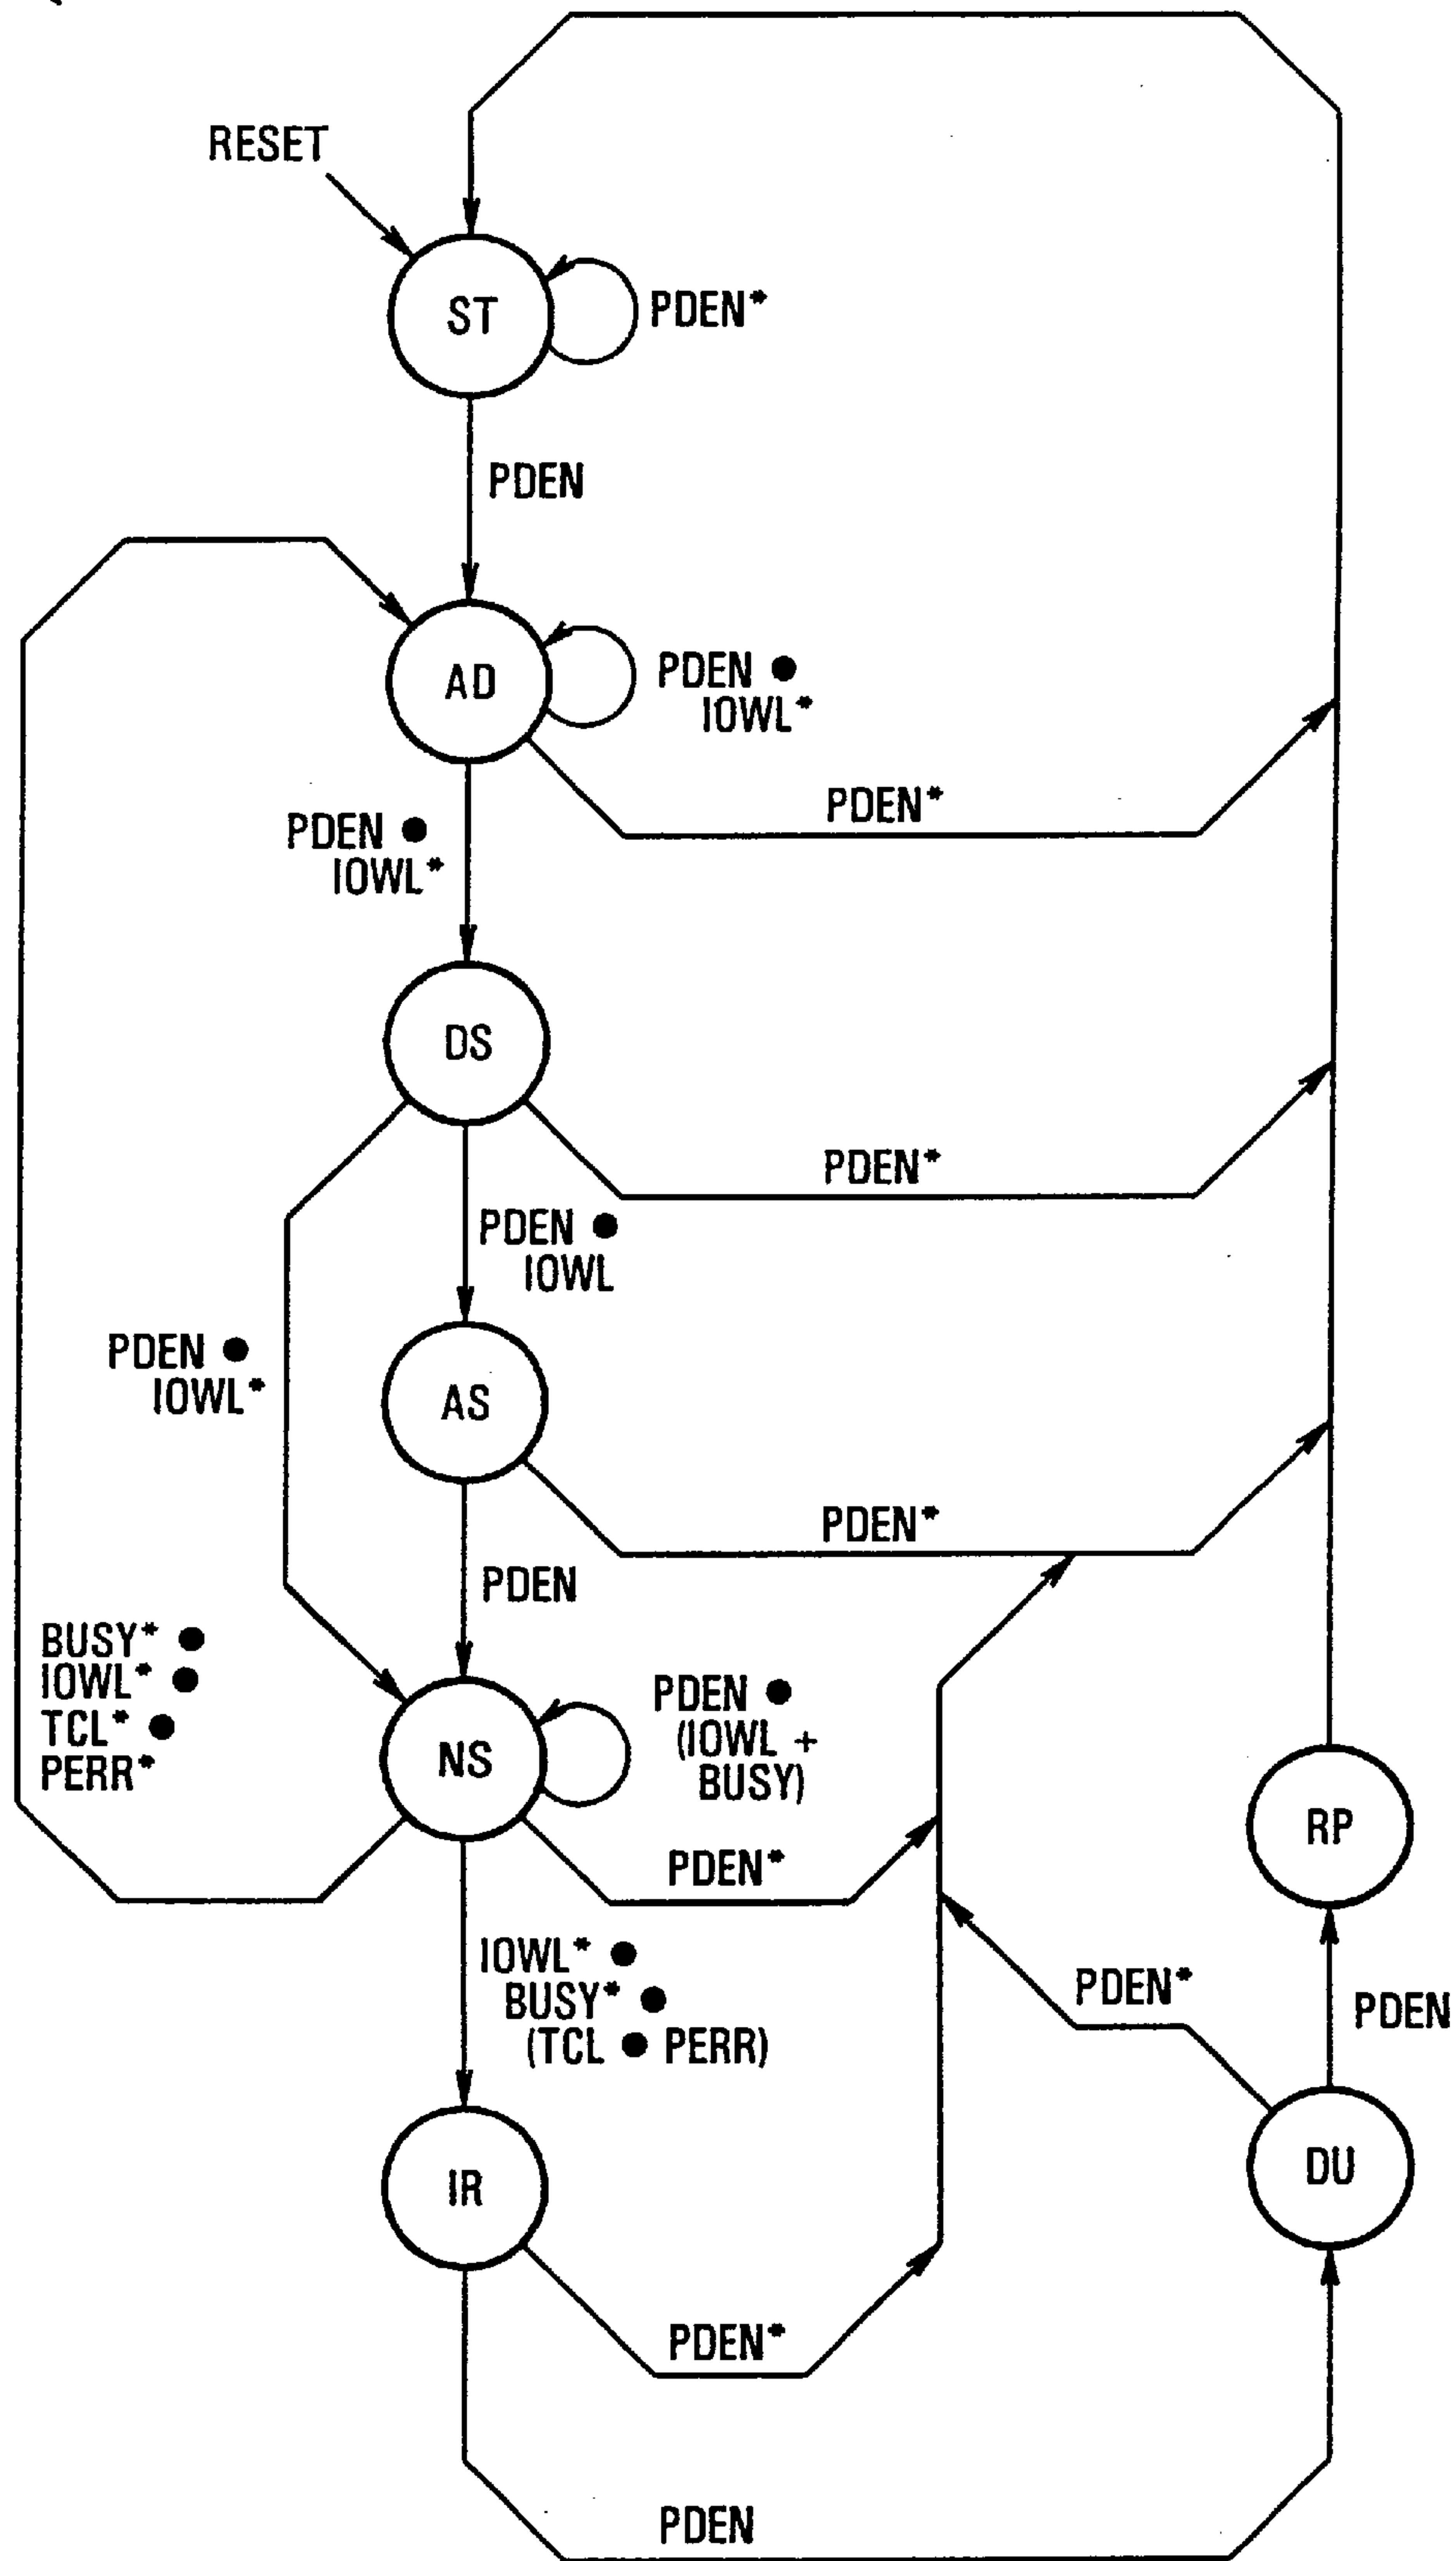 RESET
ST
PDEN*
PDEN
AD
PDEN ●
IOWL*
PDEN*
PDEN ●
IOWL*
DS
PDEN*
PDEN ●
IOWL
PDEN ●
IOWL*
AS
PDEN*
PDEN
BUSY* ●
IOWL* ●
TCL* ●
PERR*
NS
PDEN ●
(IOWL +
BUSY)
RP
PDEN*
IOWL* ●
BUSY* ●
(TCL ● PERR)
PDEN*
PDEN
IR
DU
PDEN*
PDEN